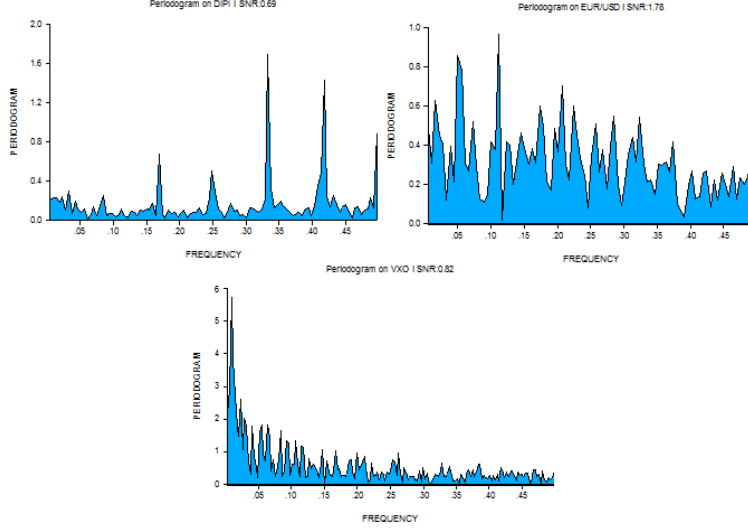 Periodogram on DIPI I SNR:0.69
2.0
1.6
1.2
0.8
0.4
0.0
PERIODOGRAM
.05 .10 .15 .20 .25 .30 .35 .40 .45
FREQUENCY
Periodogram on EUR/USD I SNR:1.78
1.0
0.8
0.6
0.4
0.2
0.0
PERIODOGRAM
.05 .10 .15 .20 .25 .30 .35 .40 .45
FREQUENCY
Periodogram on VXO I SNR:0.82
6
5
4
3
2
1
0
PERIODOGRAM
.05 .10 .15 .20 .25 .30 .35 .40 .45
FREQUENCY